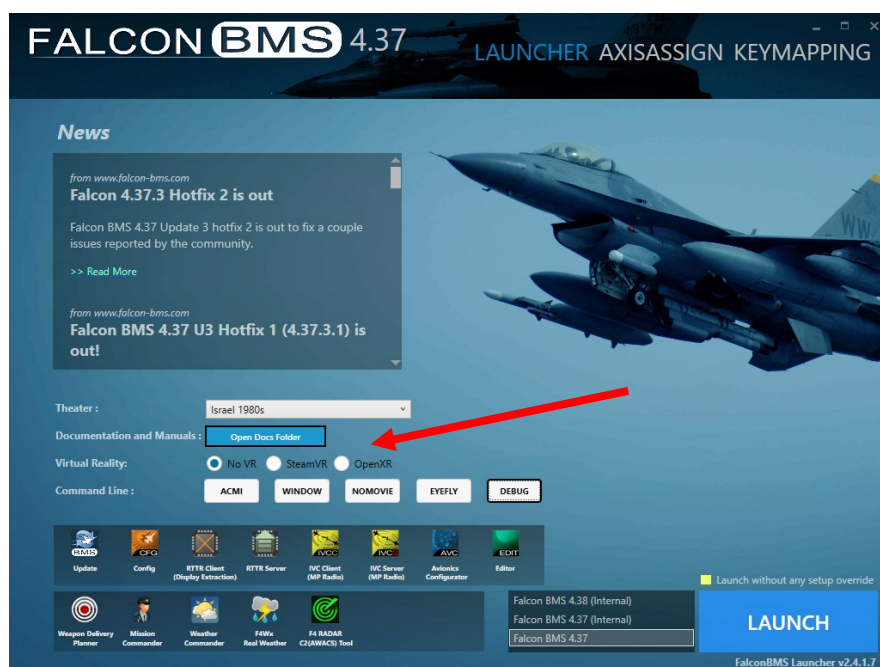 FALCON BMS 4.37
LAUNCHER AXISASSIGN KEYMAPPING
News
from www.falcon-bms.com
Falcon 4.37.3 Hotfix 2 is out
Falcon BMS 4.37 Update 3 hotfix 2 is out to fix a couple
issues reported by the community.
>> Read More
from www.falcon-bms.com
Falcon BMS 4.37 U3 Hotfix 1 (4.37.3.1) is
out!
WW
Theater : Israel 1980s
Documentation and Manuals : Open Docs Folder
Virtual Reality: No VR SteamVR OpenXR
Command Line : ACMI WINDOW NOMOVIE EYEFLY DEBUG
BMS CFG IVCC IVC AVC EDIT
Update Config RTTR Client RTTR Server IVC Client IVC Server Avionics Editor
(Display Extraction) (MP Radio) (MP Radio) Configurator
Weapon Delivery Mission Weather F4Wx F4 RADAR
Planner Commander Commander Real Weather C2(AWACS) Tool
Launch without any setup override
Falcon BMS 4.38 (Internal)
Falcon BMS 4.37 (Internal)
Falcon BMS 4.37
LAUNCH
FalconBMS Launcher v2.4.1.7